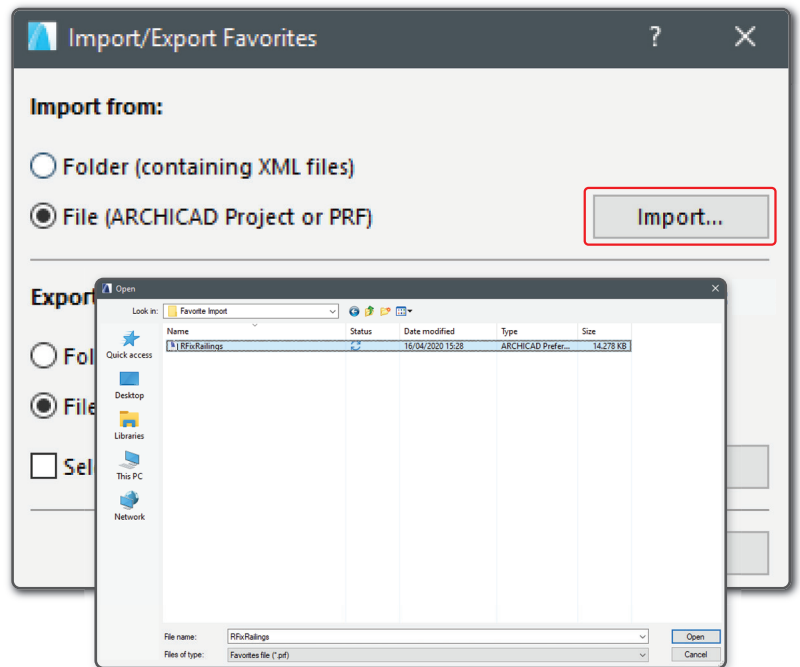 Import/Export Favorites ? ×
Import from:
Folder (containing XML files)
File (ARCHICAD Project or PRF)
Import...
Export
Fol
File
Sel
Open
Look in: Favorite Import
Name Status Date modified Type Size
RFixRailings 16/04/2020 15:28 ARCHICAD Prefer... 14.278 KB
Quick access
Desktop
Libraries
This PC
Network
File name: RFixRailings Open
Files of type: Favorites file (*.prf) Cancel